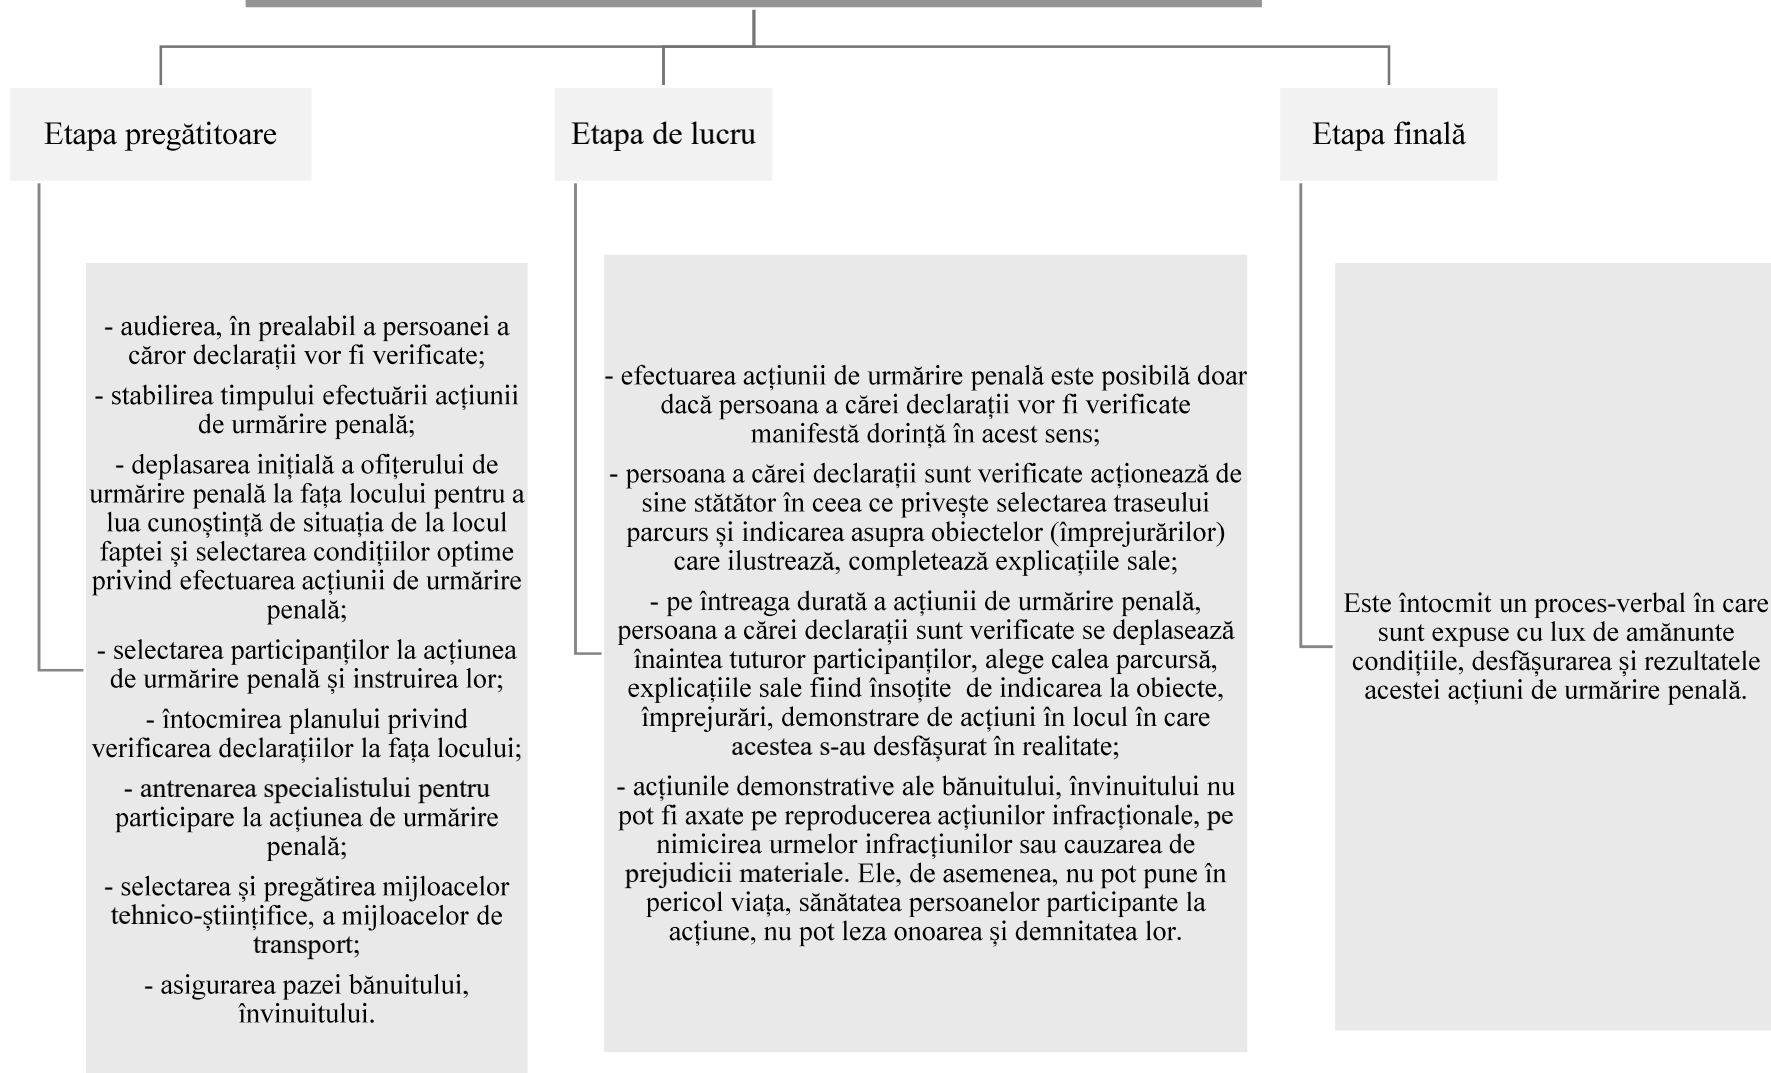 Etapa pregătitoare
- audierea, în prealabil a persoanei a
căror declarații vor fi verificate;
- stabilirea timpului efectuării acțiunii
de urmărire penală;
- deplasarea inițială a ofițerului de
urmărire penală la fața locului pentru a
lua cunoștință de situația de la locul
faptei și selectarea condițiilor optime
privind efectuarea acțiunii de urmărire
penală;
- selectarea participanților la acțiunea
de urmărire penală și instruirea lor;
- întocmirea planului privind
verificarea declarațiilor la fața locului;
- antrenarea specialistului pentru
participare la acțiunea de urmărire
penală;
- selectarea și pregătirea mijloacelor
tehnico-științifice, a mijloacelor de
transport;
- asigurarea pazei bănuitului,
învinuitului.
Etapa de lucru
- efectuarea acțiunii de urmărire penală este posibilă doar
dacă persoana a cărei declarații vor fi verificate
manifestă dorință în acest sens;
- persoana a cărei declarații sunt verificate acționează de
sine stătător în ceea ce privește selectarea traseului
parcurs și indicarea asupra obiectelor (împrejurărilor)
care ilustrează, completează explicațiile sale;
- pe întreaga durată a acțiunii de urmărire penală,
persoana a cărei declarații sunt verificate se deplasează
înaintea tuturor participanților, alege calea parcursă,
explicațiile sale fiind însoțite  de indicarea la obiecte,
împrejurări, demonstrare de acțiuni în locul în care
acestea s-au desfășurat în realitate;
- acțiunile demonstrative ale bănuitului, învinuitului nu
pot fi axate pe reproducerea acțiunilor infracționale, pe
nimicirea urmelor infracțiunilor sau cauzarea de
prejudicii materiale. Ele, de asemenea, nu pot pune în
pericol viața, sănătatea persoanelor participante la
acțiune, nu pot leza onoarea și demnitatea lor.
Etapa finală
Este întocmit un proces-verbal în care
sunt expuse cu lux de amănunte
condițiile, desfășurarea și rezultatele
acestei acțiuni de urmărire penală.